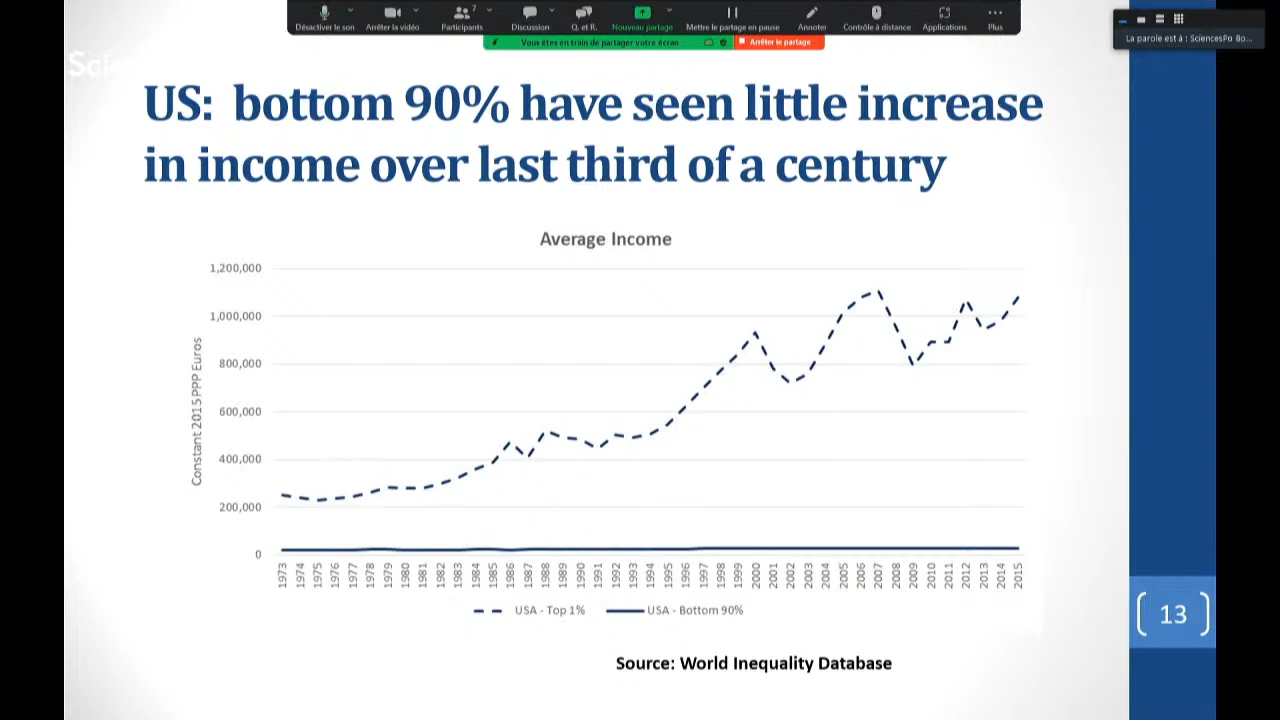 7
Désactiver le son Arrêter la vidéo Participants Discussion Q. et R. Nouveau partage Mettre le partage en pause Annoter Contrôle à distance Applications Plus
Vous êtes en train de partager votre écran Arrêter le partage
La parole est à : SciencesPo Bo...
US: bottom 90% have seen little increase
in income over last third of a century
Average Income
Constant 2015 PPP Euros
1,200,000
1,000,000
800,000
600,000
400,000
200,000
0
1973 1974 1975 1976 1977 1978 1979 1980 1981 1982 1983 1984 1985 1986 1987 1988 1989 1990 1991 1992 1993 1994 1995 1996 1997 1998 1999 2000 2001 2002 2003 2004 2005 2006 2007 2008 2009 2010 2011 2012 2013 2014 2015
USA - Top 1% USA - Bottom 90%
13
Source: World Inequality Database